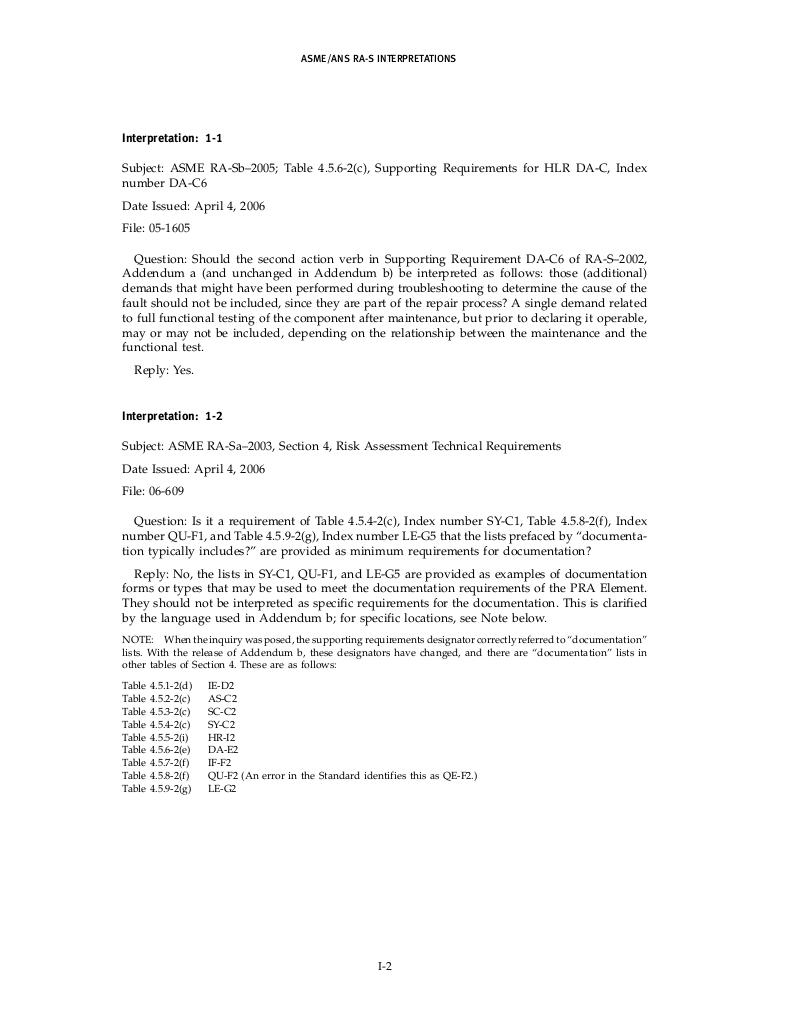 ASME/ANS RA-S INTERPRETATIONS
Interpretation: 1-1
Subject: ASME RA-Sb–2005; Table 4.5.6-2(c), Supporting Requirements for HLR DA-C, Index
number DA-C6
Date Issued: April 4, 2006
File: 05-1605
Question: Should the second action verb in Supporting Requirement DA-C6 of RA-S–2002,
Addendum a (and unchanged in Addendum b) be interpreted as follows: those (additional)
demands that might have been performed during troubleshooting to determine the cause of the
fault should not be included, since they are part of the repair process? A single demand related
to full functional testing of the component after maintenance, but prior to declaring it operable,
may or may not be included, depending on the relationship between the maintenance and the
functional test.
Reply: Yes.
Interpretation: 1-2
Subject: ASME RA-Sa–2003, Section 4, Risk Assessment Technical Requirements
Date Issued: April 4, 2006
File: 06-609
Question: Is it a requirement of Table 4.5.4-2(c), Index number SY-C1, Table 4.5.8-2(f), Index
number QU-F1, and Table 4.5.9-2(g), Index number LE-G5 that the lists prefaced by “documenta-
tion typically includes?” are provided as minimum requirements for documentation?
Reply: No, the lists in SY-C1, QU-F1, and LE-G5 are provided as examples of documentation
forms or types that may be used to meet the documentation requirements of the PRA Element.
They should not be interpreted as specific requirements for the documentation. This is clarified
by the language used in Addendum b; for specific locations, see Note below.
NOTE: When the inquiry was posed, the supporting requirements designator correctly referred to “documentation”
lists. With the release of Addendum b, these designators have changed, and there are “documentation” lists in
other tables of Section 4. These are as follows:
Table 4.5.1-2(d) IE-D2
Table 4.5.2-2(c) AS-C2
Table 4.5.3-2(c) SC-C2
Table 4.5.4-2(c) SY-C2
Table 4.5.5-2(i) HR-I2
Table 4.5.6-2(e) DA-E2
Table 4.5.7-2(f) IF-F2
Table 4.5.8-2(f) QU-F2 (An error in the Standard identifies this as QE-F2.)
Table 4.5.9-2(g) LE-G2
I-2